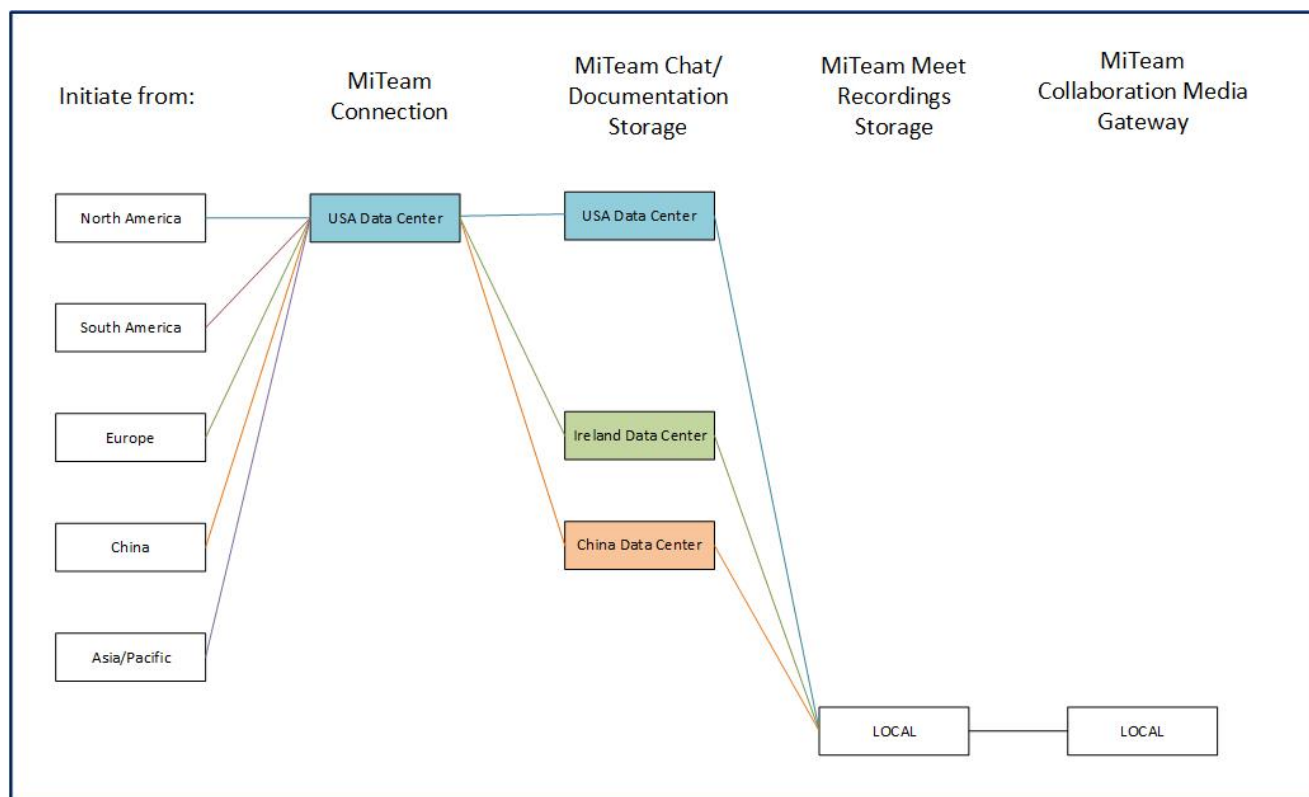 Initiate from:
MiTeam
Connection
MiTeam Chat/
Documentation
Storage
MiTeam Meet
Recordings
Storage
MiTeam
Collaboration Media
Gateway
North America
USA Data Center
USA Data Center
South America
Europe
Ireland Data Center
China
China Data Center
Asia/Pacific
LOCAL
LOCAL